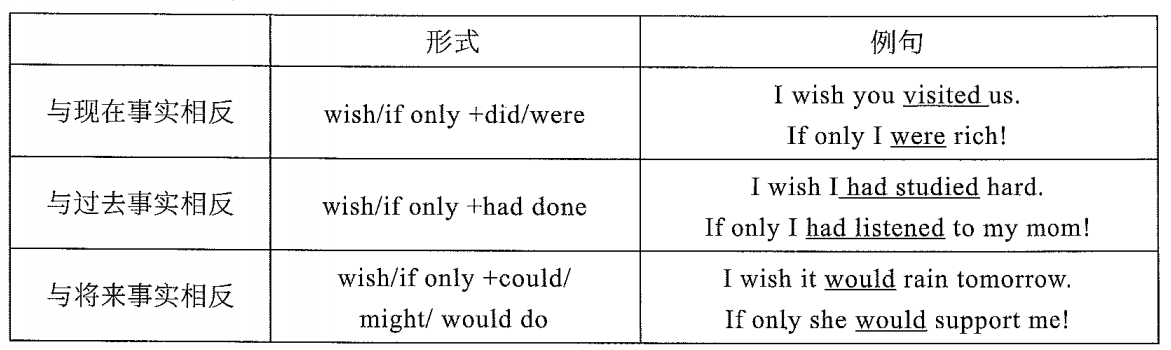 形式
例句
与现在事实相反
wish/if only +did/were
I wish you visited us.
If only I were rich!
与过去事实相反
wish/if only +had done
I wish I had studied hard.
If only I had listened to my mom!
与将来事实相反
wish/if only +could/
might/ would do
I wish it would rain tomorrow.
If only she would support me!